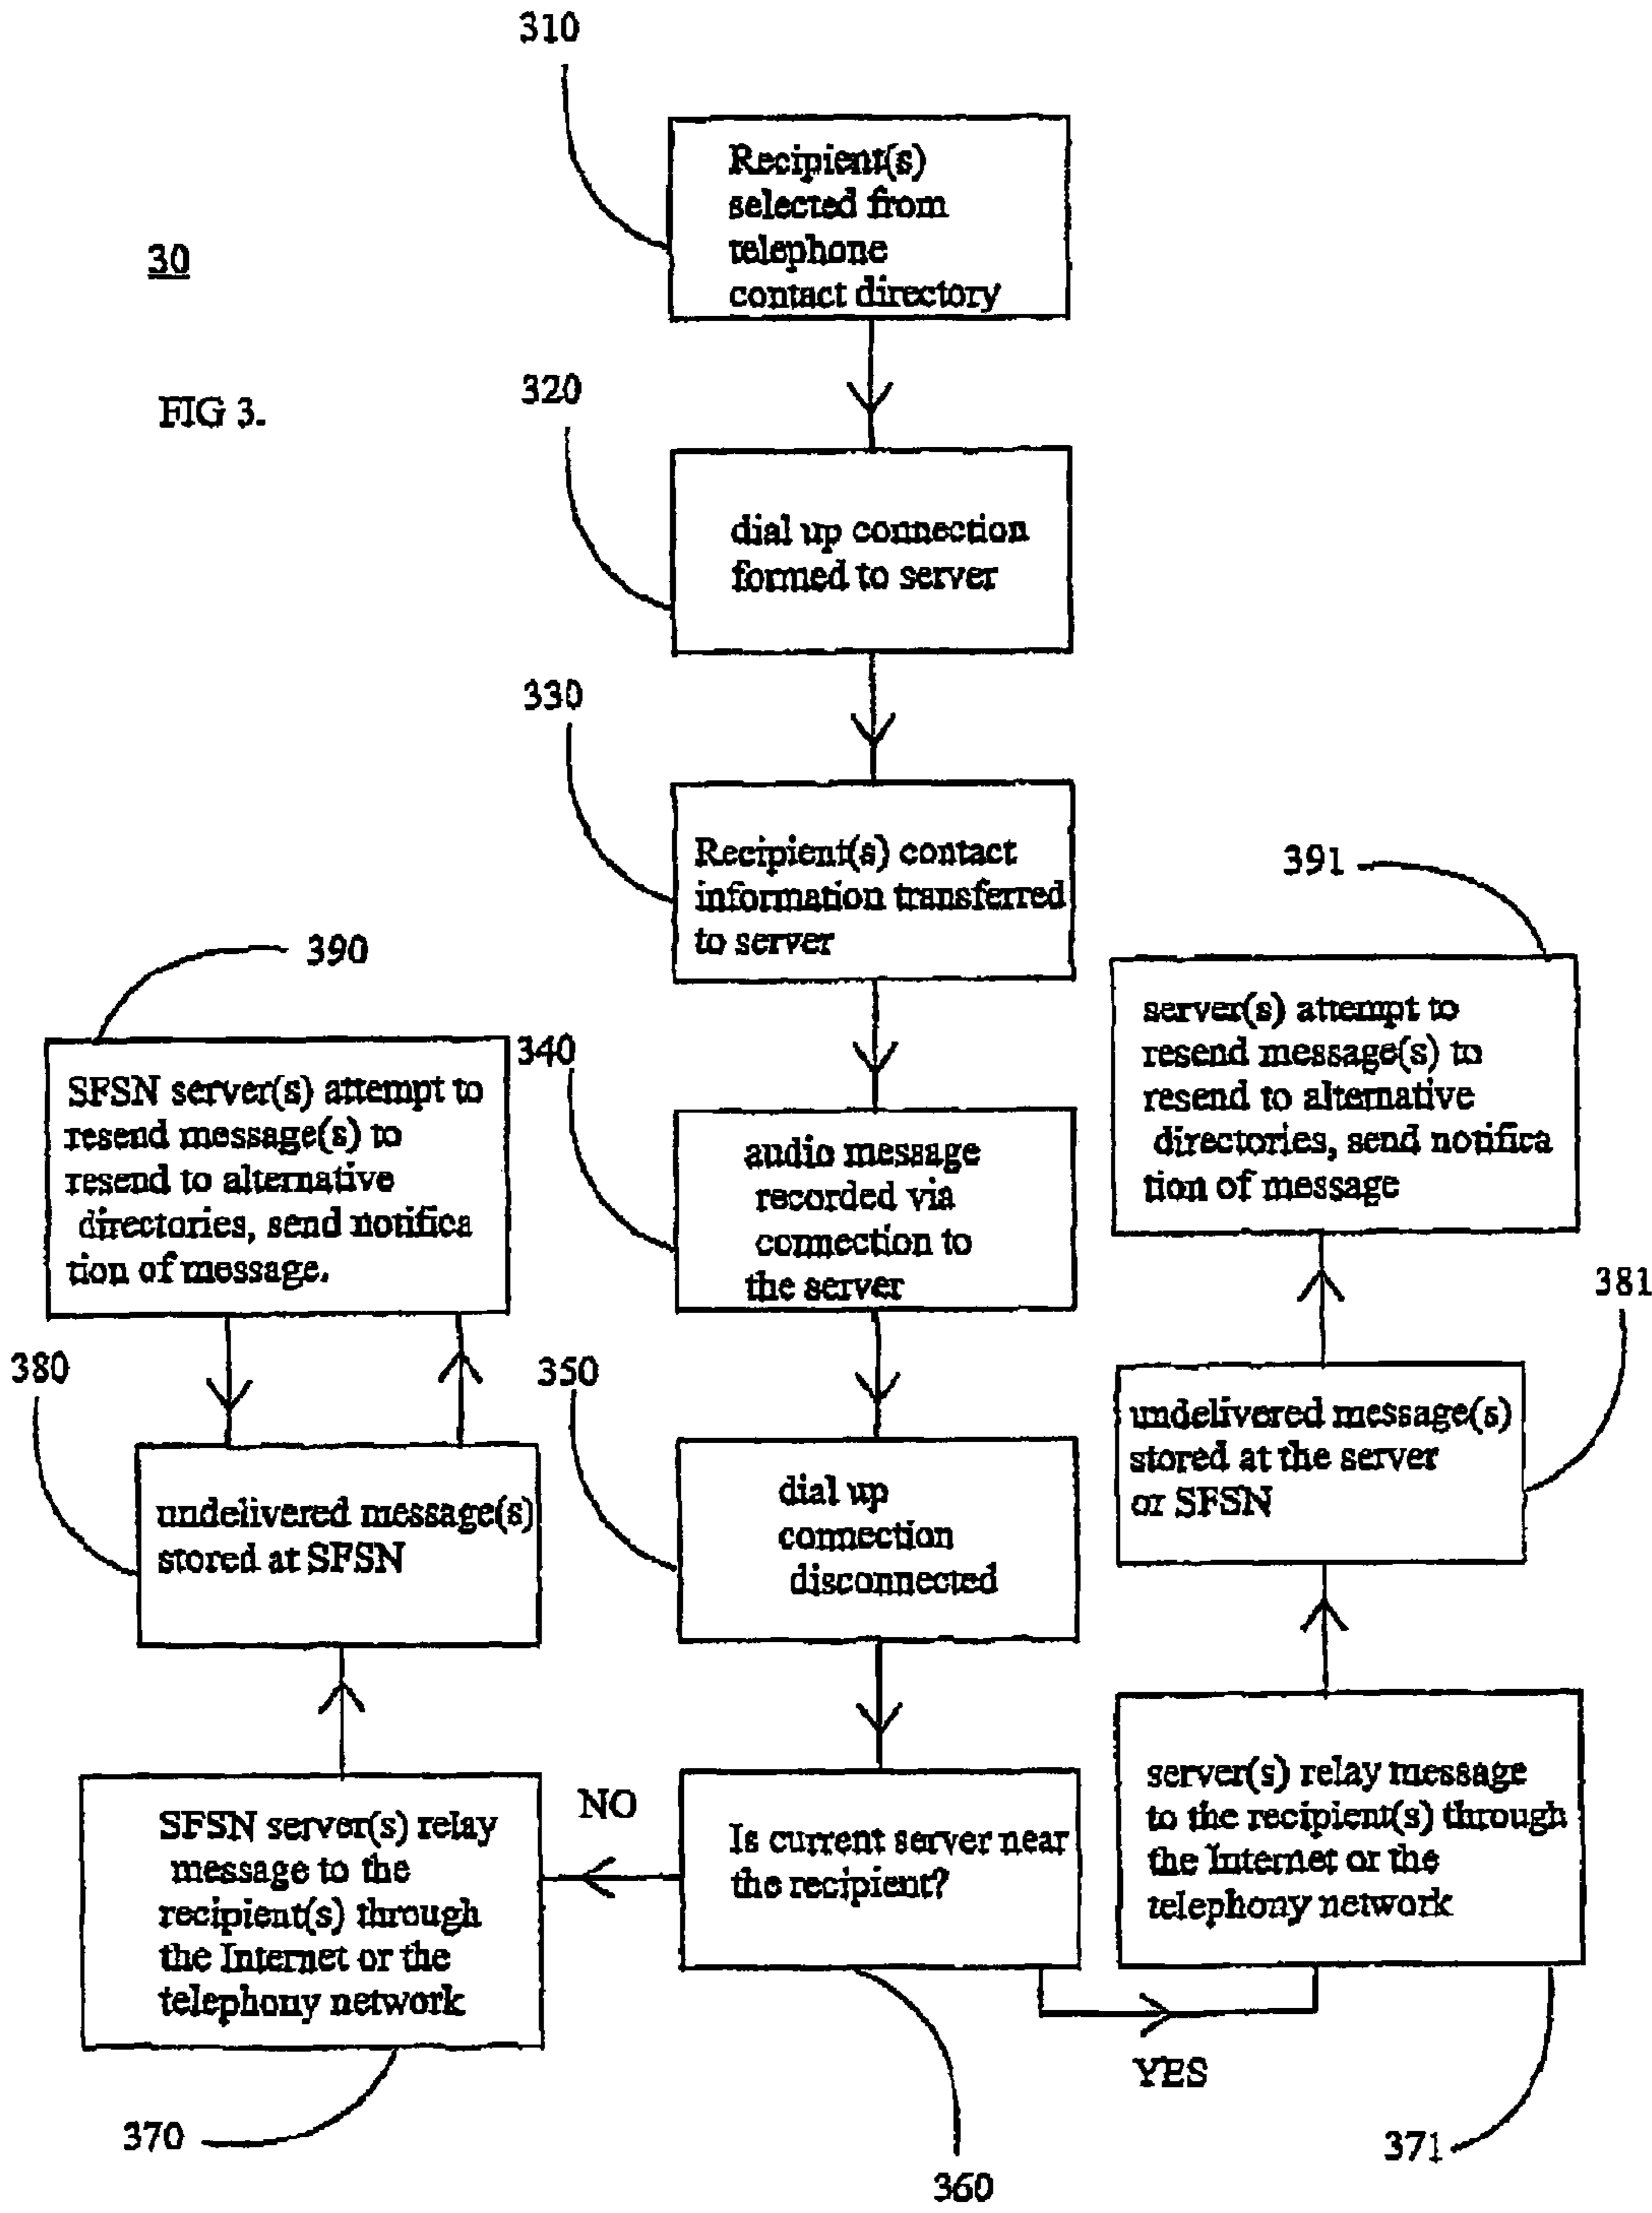 310
Recipient(s)
selected from
telephone
contact directory
30
FIG 3.
320
dial up connection
formed to server
330
Recipient(s) contact
information transferred
to server
340
audio message
recorded via
connection to
the server
350
dial up
connection
disconnected
Is current server near
the recipient?
360
NO
SFSN server(s) relay
message to the
recipient(s) through
the Internet or the
telephony network
370
380
undelivered message(s)
stored at SFSN
390
SFSN server(s) attempt to
resend message(s) to
resend to alternative
directories, send notifica
tion of message.
YES
server(s) relay message
to the recipient(s) through
the Internet or the
telephony network
371
381
undelivered message(s)
stored at the server
or SFSN
391
server(s) attempt to
resend message(s) to
resend to alternative
directories, send notifica
tion of message